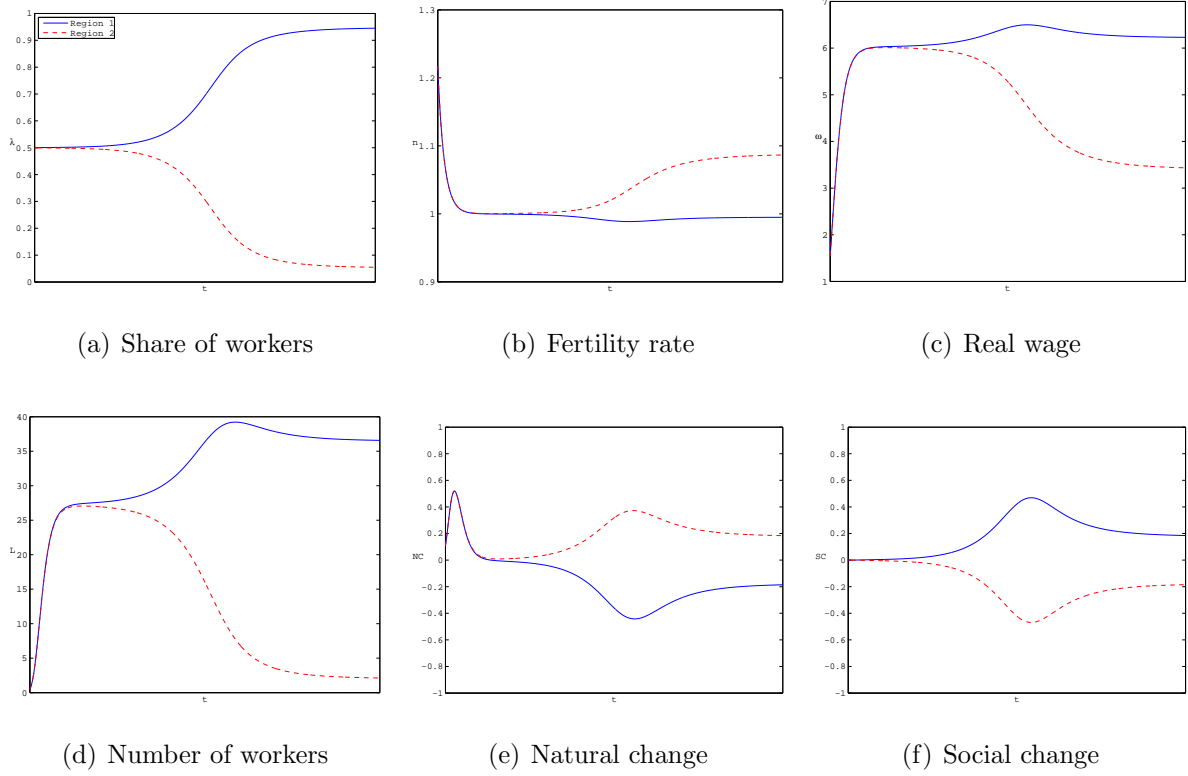 Region 1
Region 2
1
0.9
0.8
0.7
0.6
0.5
0.4
0.3
0.2
0.1
0
λ
t
(a) Share of workers
1.3
1.2
1.1
1
0.9
n
t
(b) Fertility rate
7
6
5
4
3
2
1
ω
t
(c) Real wage
40
35
30
25
20
15
10
5
0
L
t
(d) Number of workers
1
0.8
0.6
0.4
0.2
0
−0.2
−0.4
−0.6
−0.8
−1
NC
t
(e) Natural change
1
0.8
0.6
0.4
0.2
0
−0.2
−0.4
−0.6
−0.8
−1
SC
t
(f) Social change